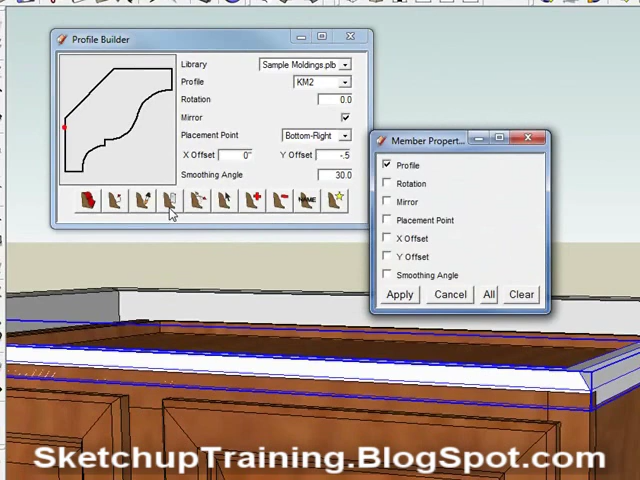 Profile Builder
Library Sample Moldings.plb
Profile KM2
Rotation 0.0
Mirror
Placement Point Bottom-Right
X Offset 0" Y Offset -.5
Smoothing Angle 30.0
NAME
Member Propert...
Profile
Rotation
Mirror
Placement Point
X Offset
Y Offset
Smoothing Angle
Apply Cancel All Clear
SketchupTraining.BlogSpot.com